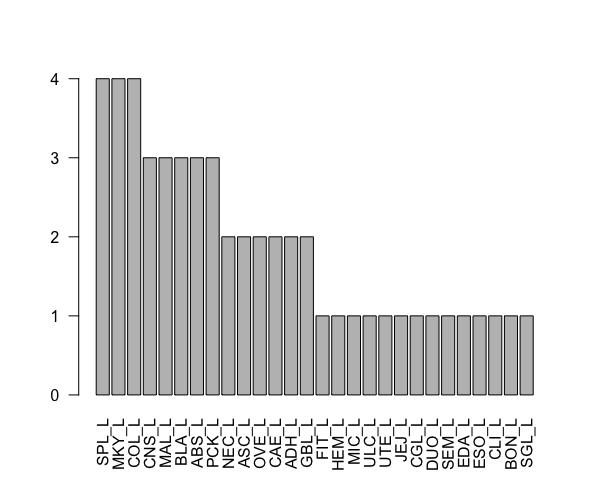 4
3
2
1
0
SPL_L
MKY_L
COL_L
CNS_L
MAL_L
BLA_L
ABS_L
PCK_L
NEC_L
ASC_L
OVE_L
CAE_L
ADH_L
GBL_L
FIT_L
HEM_L
MIC_L
ULC_L
UTE_L
JEJ_L
CGL_L
DUO_L
SEM_L
EDA_L
ESO_L
CLI_L
BON_L
SGL_L